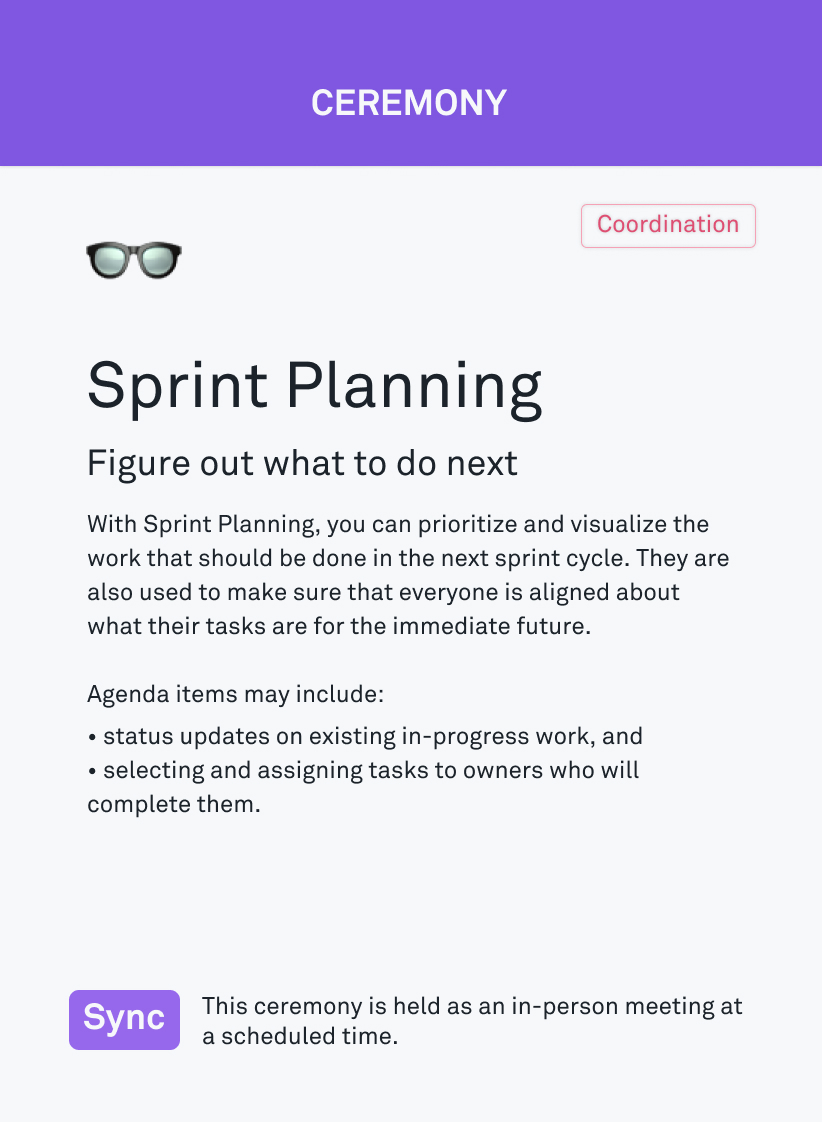 CEREMONY
Coordination
Sprint Planning
Figure out what to do next
With Sprint Planning, you can prioritize and visualize the
work that should be done in the next sprint cycle. They are
also used to make sure that everyone is aligned about
what their tasks are for the immediate future.
Agenda items may include:
• status updates on existing in-progress work, and
• selecting and assigning tasks to owners who will
complete them.
Sync
This ceremony is held as an in-person meeting at
a scheduled time.